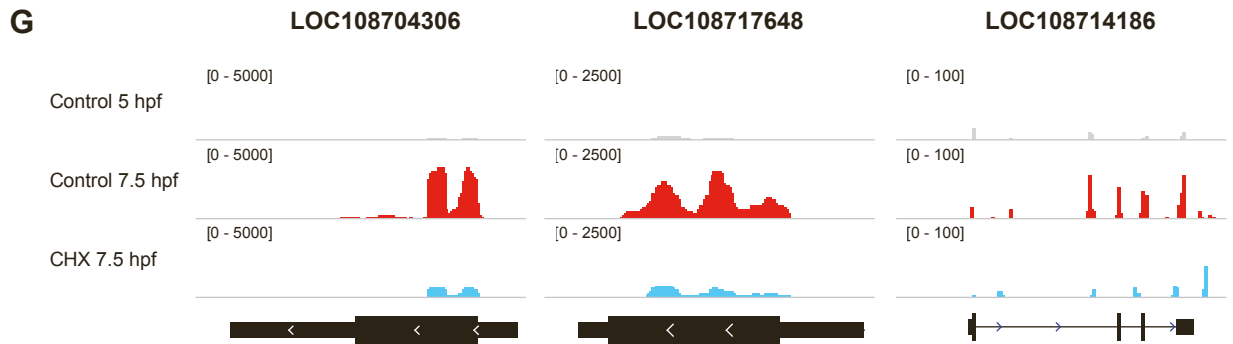 G
LOC108704306 LOC108717648 LOC108714186
[0 - 5000] [0 - 2500] [0 - 100]
Control 5 hpf
[0 - 5000] [0 - 2500] [0 - 100]
Control 7.5 hpf
[0 - 5000] [0 - 2500] [0 - 100]
CHX 7.5 hpf